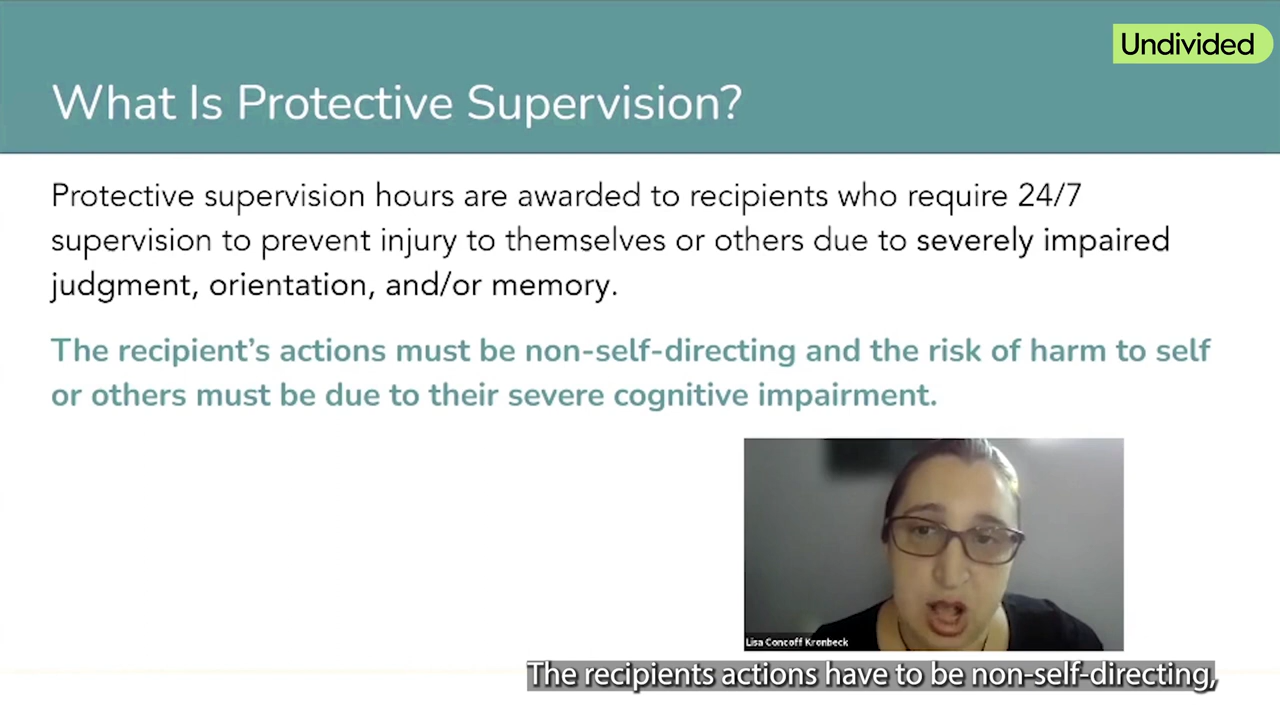 Undivided
What Is Protective Supervision?
Protective supervision hours are awarded to recipients who require 24/7
supervision to prevent injury to themselves or others due to severely impaired
judgment, orientation, and/or memory.
The recipient’s actions must be non-self-directing and the risk of harm to self
or others must be due to their severe cognitive impairment.
Lisa Concoff Kronbeck
The recipients actions have to be non-self-directing,